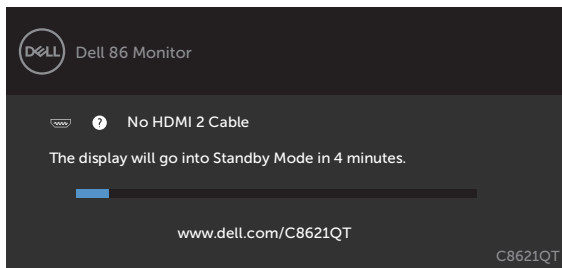 DELL Dell 86 Monitor
? No HDMI 2 Cable
The display will go into Standby Mode in 4 minutes.
www.dell.com/C8621QT
C8621QT